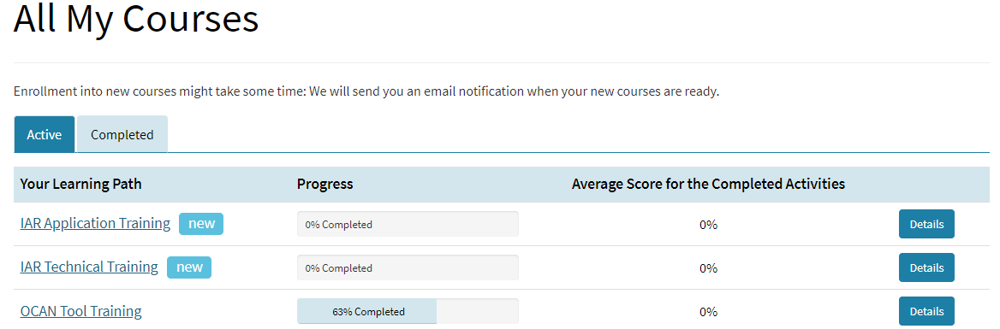 All My Courses
Enrollment into new courses might take some time: We will send you an email notification when your new courses are ready.
Active Completed
Your Learning Path Progress Average Score for the Completed Activities
IAR Application Training new 0% Completed 0% Details
IAR Technical Training new 0% Completed 0% Details
OCAN Tool Training 63% Completed 0% Details